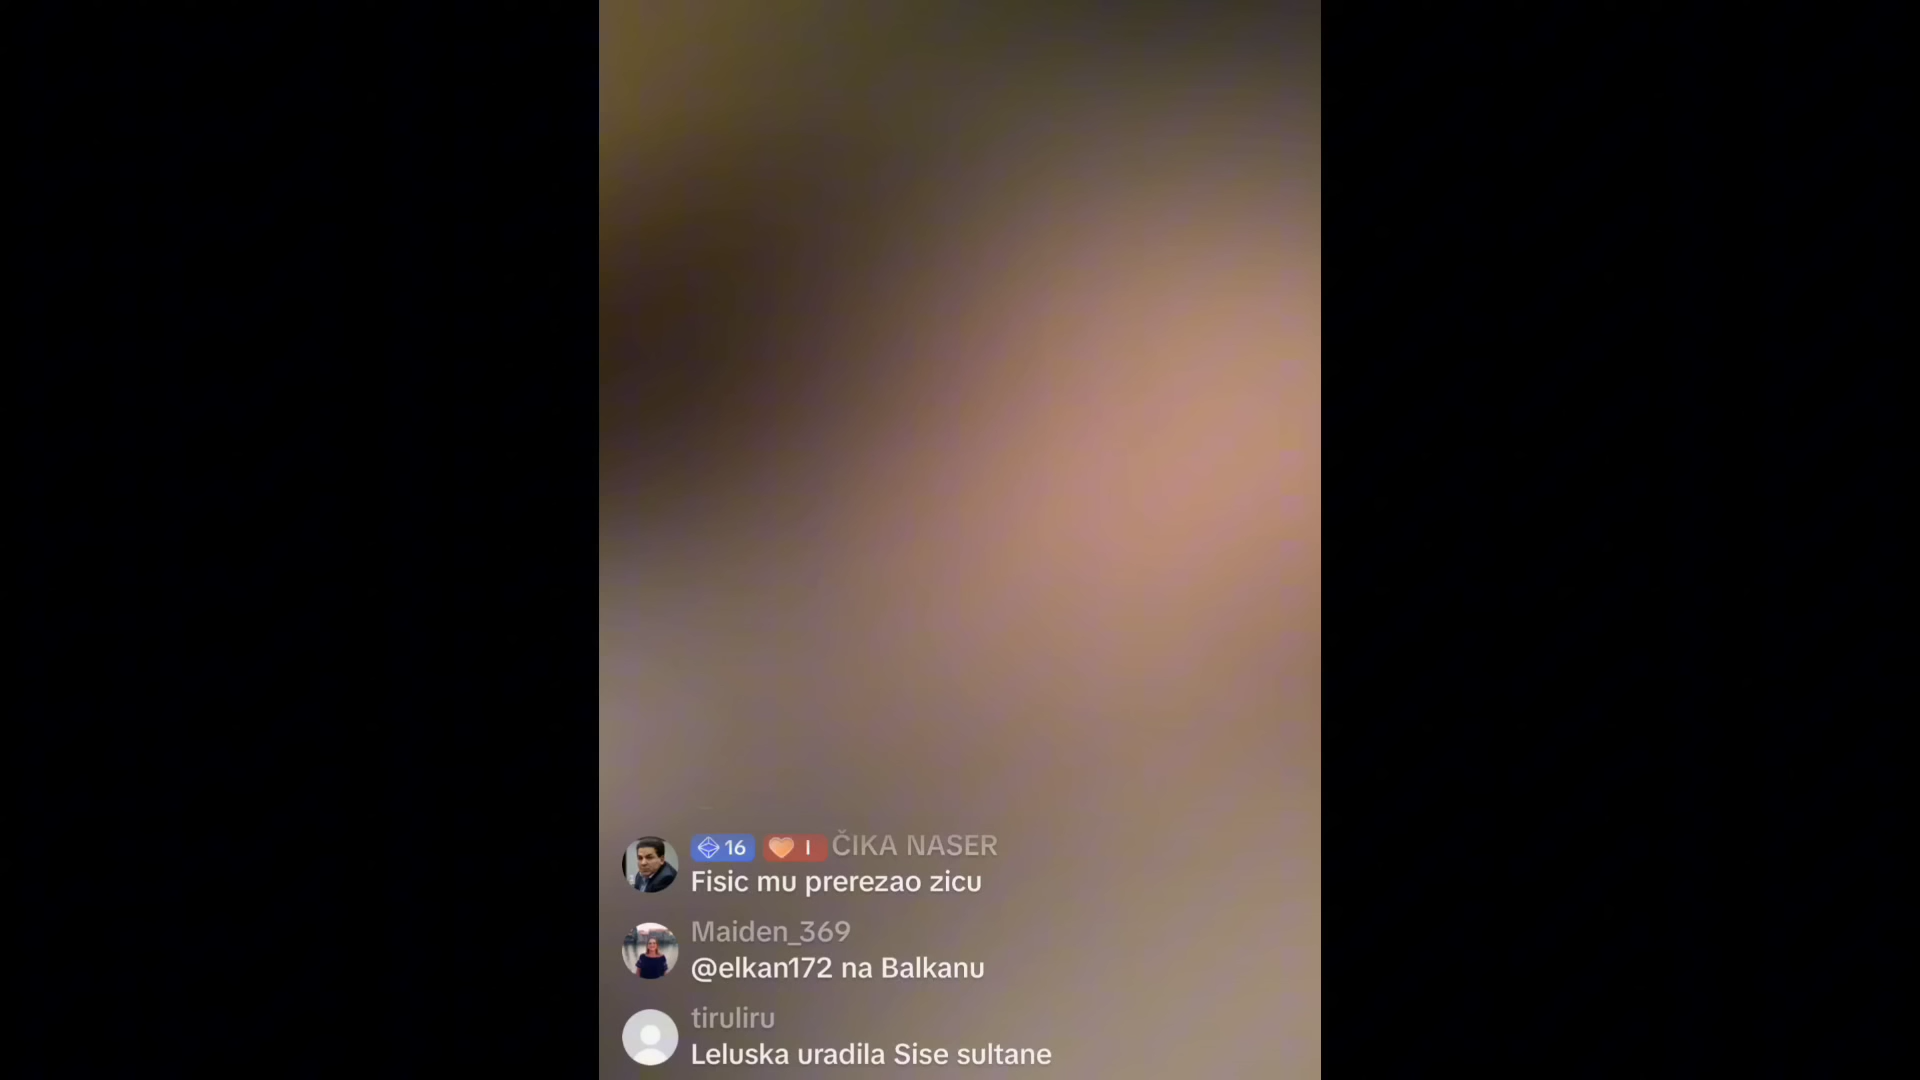 16 I ČIKA NASER
Fisic mu prerezao zicu
Maiden_369
@elkan172 na Balkanu
tiruliru
Leluska uradila Sise sultane